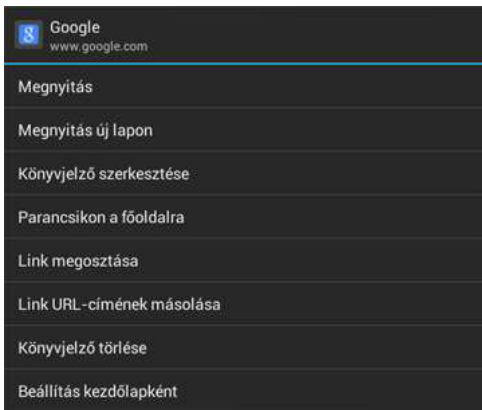 Google
www.google.com
Megnyitás
Megnyitás új lapon
Könyvjelző szerkesztése
Parancsikon a főoldalra
Link megosztása
Link URL-címének másolása
Könyvjelző törlése
Beállítás kezdőlapként